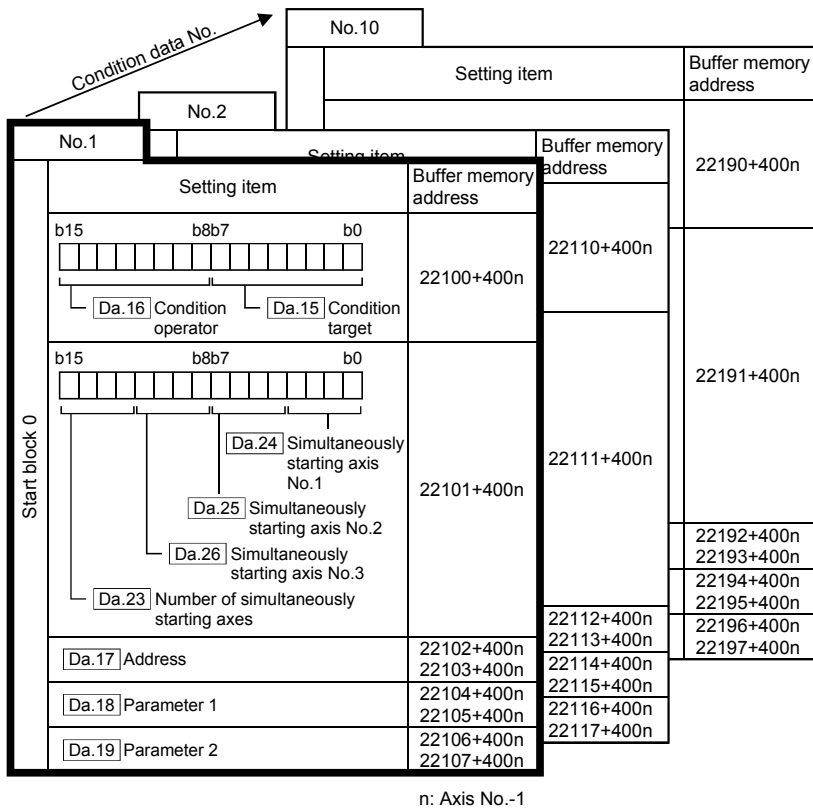 Condition data No.
No.10
Setting item
Buffer memory
address
22190+400n
22191+400n
22192+400n
22193+400n
22194+400n
22195+400n
22196+400n
22197+400n
No.2
Setting item
Buffer memory
address
22110+400n
22111+400n
22112+400n
22113+400n
22114+400n
22115+400n
22116+400n
22117+400n
No.1
Start block 0
Setting item
Buffer memory
address
b15 b8b7 b0
Da.16 Condition
operator
Da.15 Condition
target
22100+400n
b15 b8b7 b0
Da.24 Simultaneously
starting axis
No.1
Da.25 Simultaneously
starting axis No.2
Da.26 Simultaneously
starting axis No.3
Da.23 Number of simultaneously
starting axes
22101+400n
Da.17 Address
22102+400n
22103+400n
Da.18 Parameter 1
22104+400n
22105+400n
Da.19 Parameter 2
22106+400n
22107+400n
n: Axis No.-1